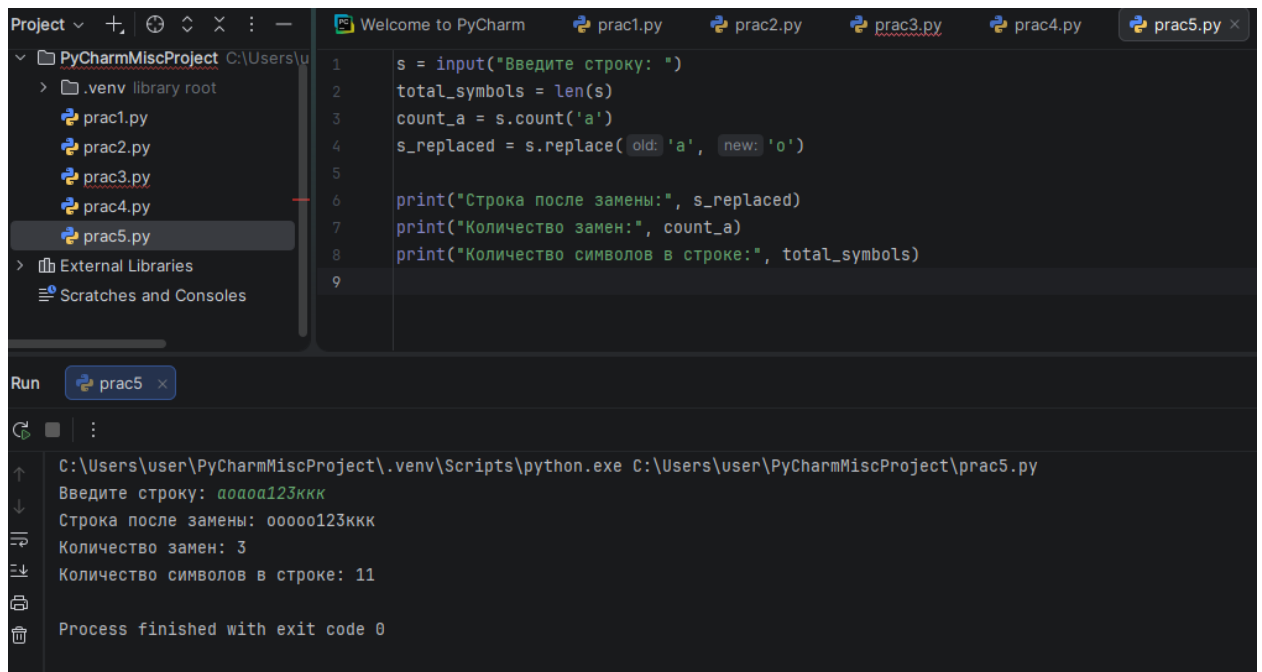 Project
Welcome to PyCharm prac1.py prac2.py prac3.py prac4.py prac5.py
PyCharmMiscProject C:\Users\u
.venv library root
prac1.py
prac2.py
prac3.py
prac4.py
prac5.py
External Libraries
Scratches and Consoles
1 s = input("Введите строку: ")
2 total_symbols = len(s)
3 count_a = s.count('а')
4 s_replaced = s.replace( old: 'а', new: 'о')
5
6 print("Строка после замены:", s_replaced)
7 print("Количество замен:", count_a)
8 print("Количество символов в строке:", total_symbols)
9
Run prac5
C:\Users\user\PyCharmMiscProject\.venv\Scripts\python.exe C:\Users\user\PyCharmMiscProject\prac5.py
Введите строку: аоаоа123ккк
Строка после замены: ооооо123ккк
Количество замен: 3
Количество символов в строке: 11
Process finished with exit code 0